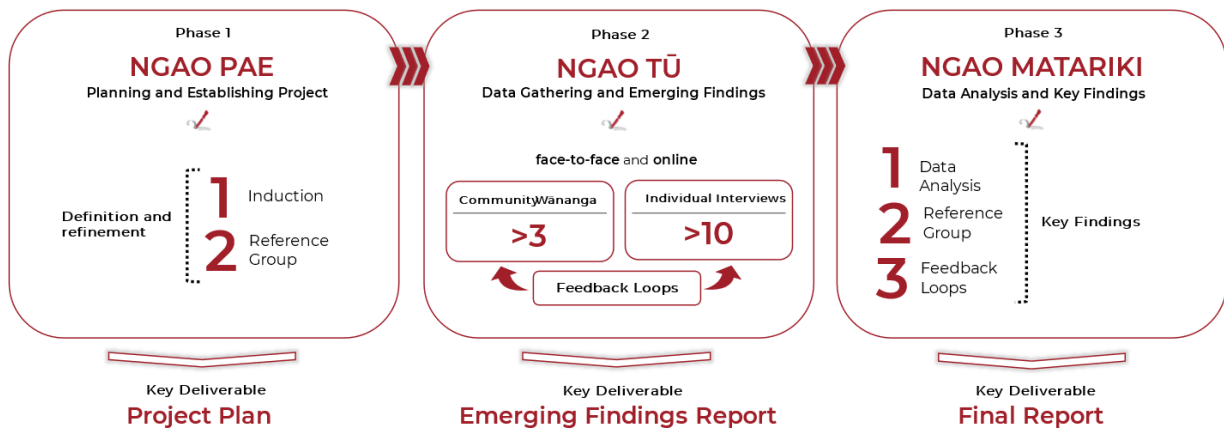 Phase 1
NGAO PAE
Planning and Establishing Project
Definition and
refinement
1
Induction
2
Reference
Group
Key Deliverable
Project Plan
Phase 2
NGAO TŪ
Data Gathering and Emerging Findings
face-to-face and online
Community Wānanga
>3
Individual Interviews
>10
Feedback Loops
Key Deliverable
Emerging Findings Report
Phase 3
NGAO MATARIKI
Data Analysis and Key Findings
1
Data
Analysis
2
Reference
Group
3
Feedback
Loops
Key Findings
Key Deliverable
Final Report